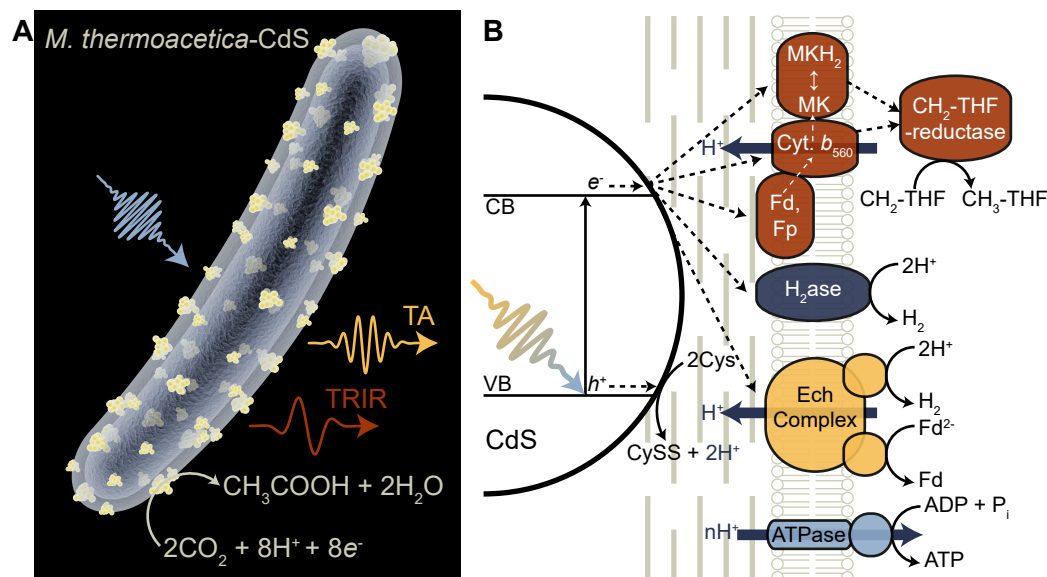 A
M. thermoacetica-CdS
TA
TRIR
CH₃COOH + 2H₂O
2CO₂ + 8H⁺ + 8e⁻
B
MKH₂
MK
CH₂-THF
-reductase
H⁺
Cyt. b₅₆₀
e⁻
CH₂-THF
CH₃-THF
CB
Fd,
Fp
2H⁺
H₂ase
H₂
VB
h⁺
2Cys
2H⁺
Ech
Complex
H⁺
H₂
Fd²⁻
CdS
CySS + 2H⁺
Fd
ADP + Pᵢ
nH⁺
ATPase
ATP